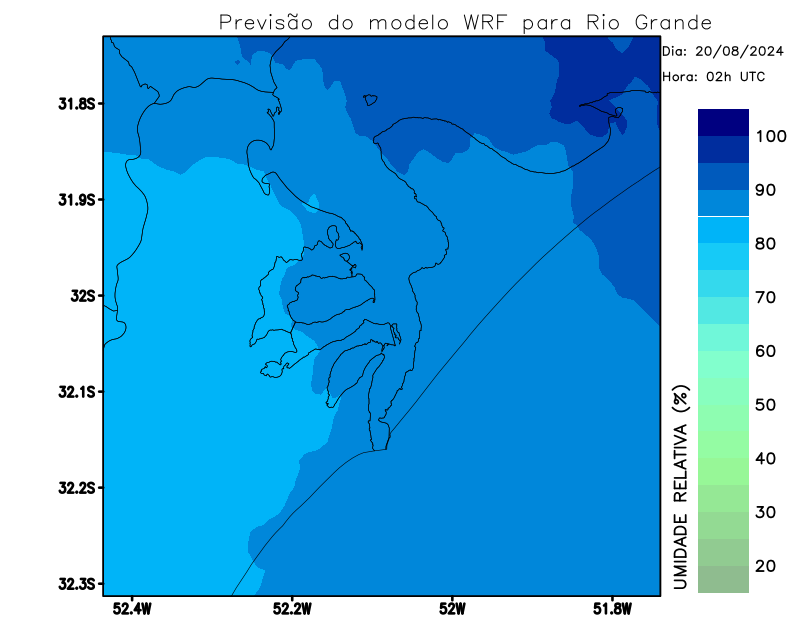 Previsão do modelo WRF para Rio Grande
Dia: 20/08/2024
Hora: 02h UTC
31.8S
31.9S
32S
32.1S
32.2S
32.3S
52.4W
52.2W
52W
51.8W
100
90
80
70
60
50
40
30
20
UMIDADE RELATIVA (%)